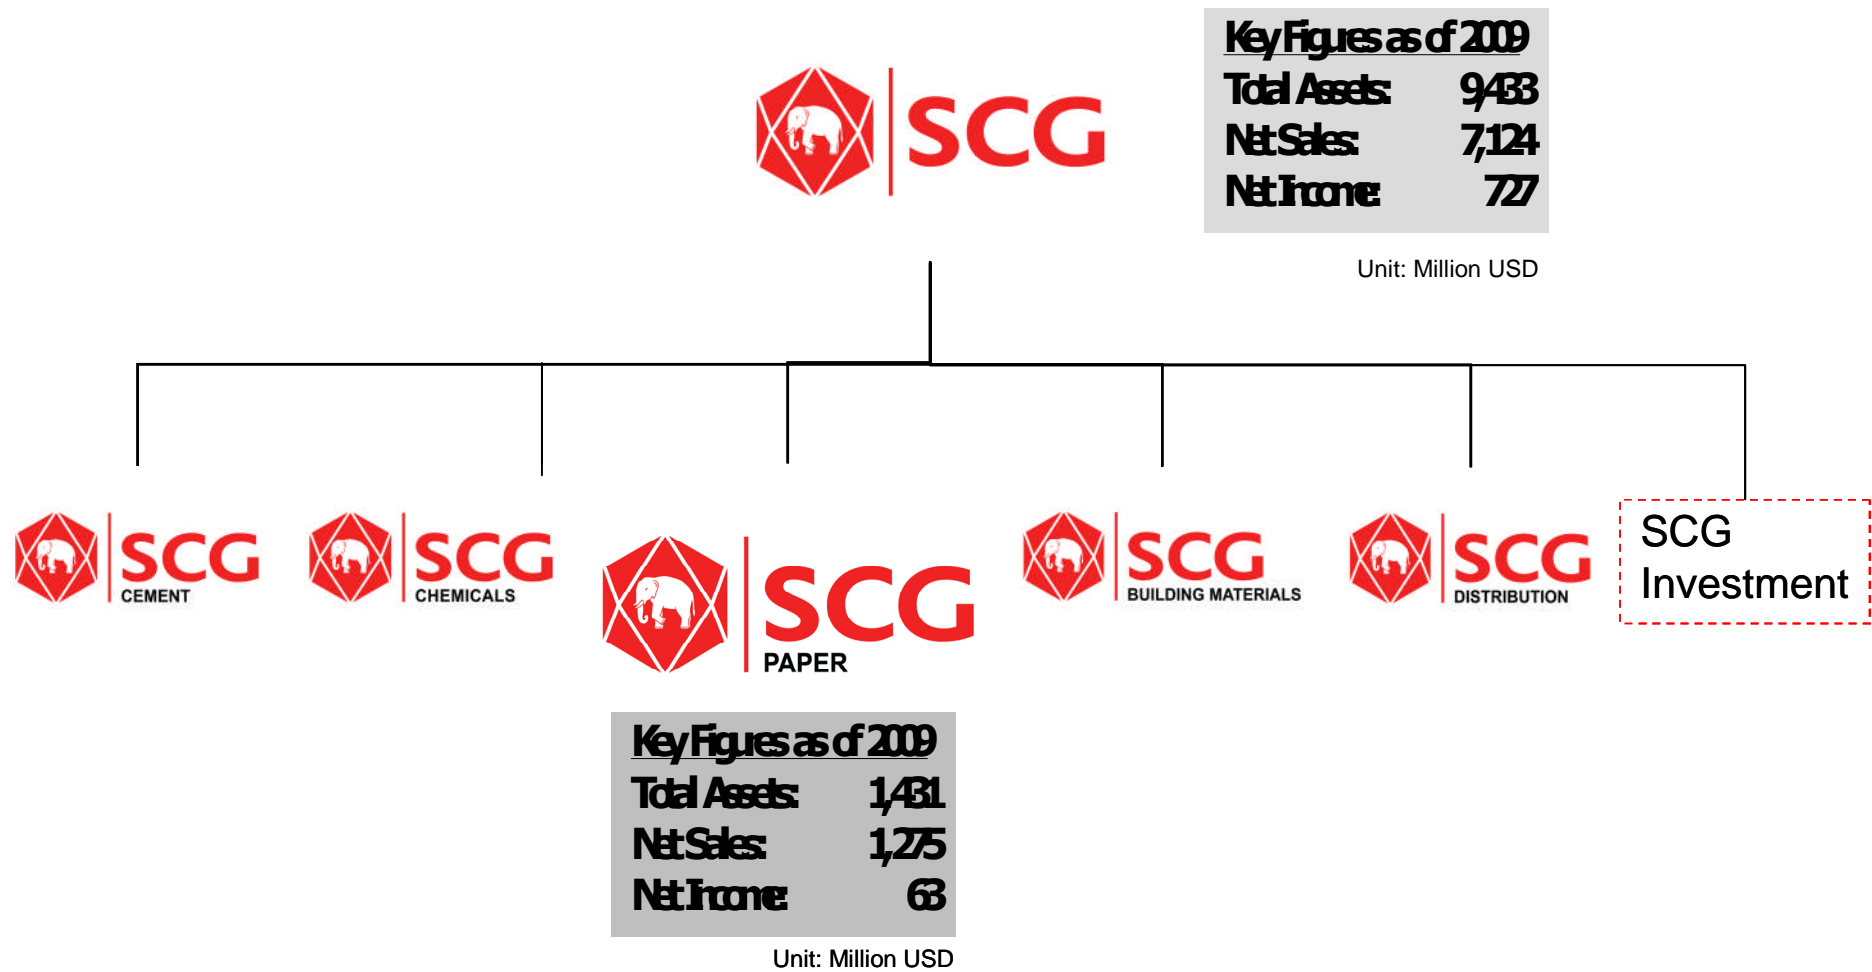 SCG
Key Figures as of 2009
Total Assets: 9,433
Net Sales: 7,124
Net Income: 727
Unit: Million USD
SCG
CEMENT
SCG
CHEMICALS
SCG
PAPER
SCG
BUILDING MATERIALS
SCG
DISTRIBUTION
SCG
Investment
Key Figures as of 2009
Total Assets: 1,431
Net Sales: 1,275
Net Income: 63
Unit: Million USD